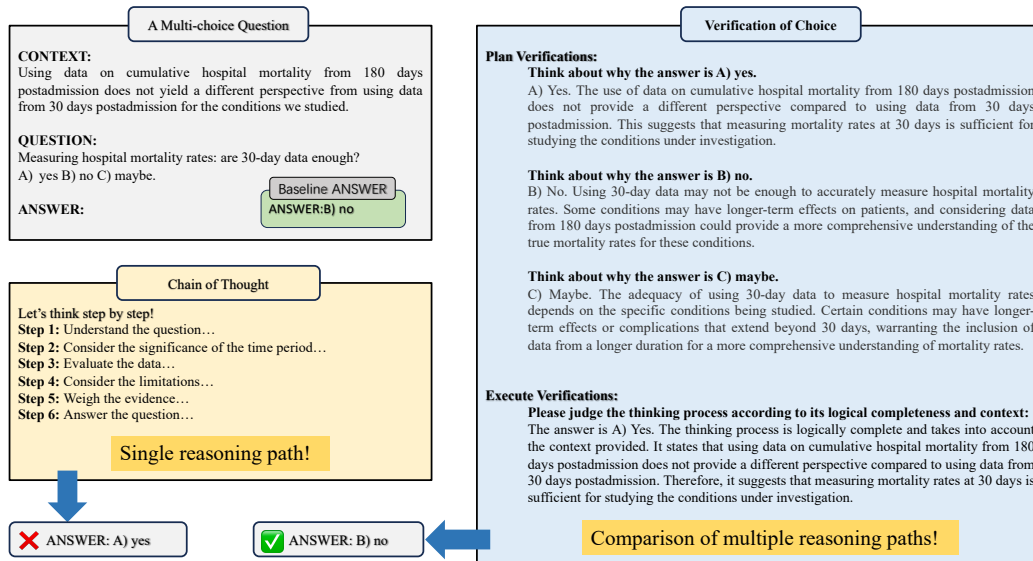 A Multi-choice Question
CONTEXT:
Using data on cumulative hospital mortality from 180 days
postadmission does not yield a different perspective from using data
from 30 days postadmission for the conditions we studied.
QUESTION:
Measuring hospital mortality rates: are 30-day data enough?
A) yes B) no C) maybe.
ANSWER:
Baseline ANSWER
ANSWER:B) no
Chain of Thought
Let's think step by step!
Step 1: Understand the question…
Step 2: Consider the significance of the time period…
Step 3: Evaluate the data…
Step 4: Consider the limitations…
Step 5: Weigh the evidence…
Step 6: Answer the question…
Single reasoning path!
ANSWER: A) yes
ANSWER: B) no
Verification of Choice
Plan Verifications:
Think about why the answer is A) yes.
A) Yes. The use of data on cumulative hospital mortality from 180 days postadmission
does not provide a different perspective compared to using data from 30 days
postadmission. This suggests that measuring mortality rates at 30 days is sufficient for
studying the conditions under investigation.
Think about why the answer is B) no.
B) No. Using 30-day data may not be enough to accurately measure hospital mortality
rates. Some conditions may have longer-term effects on patients, and considering data
from 180 days postadmission could provide a more comprehensive understanding of the
true mortality rates for these conditions.
Think about why the answer is C) maybe.
C) Maybe. The adequacy of using 30-day data to measure hospital mortality rates
depends on the specific conditions being studied. Certain conditions may have longer-
term effects or complications that extend beyond 30 days, warranting the inclusion of
data from a longer duration for a more comprehensive understanding of mortality rates.
Execute Verifications:
Please judge the thinking process according to its logical completeness and context:
The answer is A) Yes. The thinking process is logically complete and takes into account
the context provided. It states that using data on cumulative hospital mortality from 180
days postadmission does not provide a different perspective compared to using data from
30 days postadmission. Therefore, it suggests that measuring mortality rates at 30 days is
sufficient for studying the conditions under investigation.
Comparison of multiple reasoning paths!